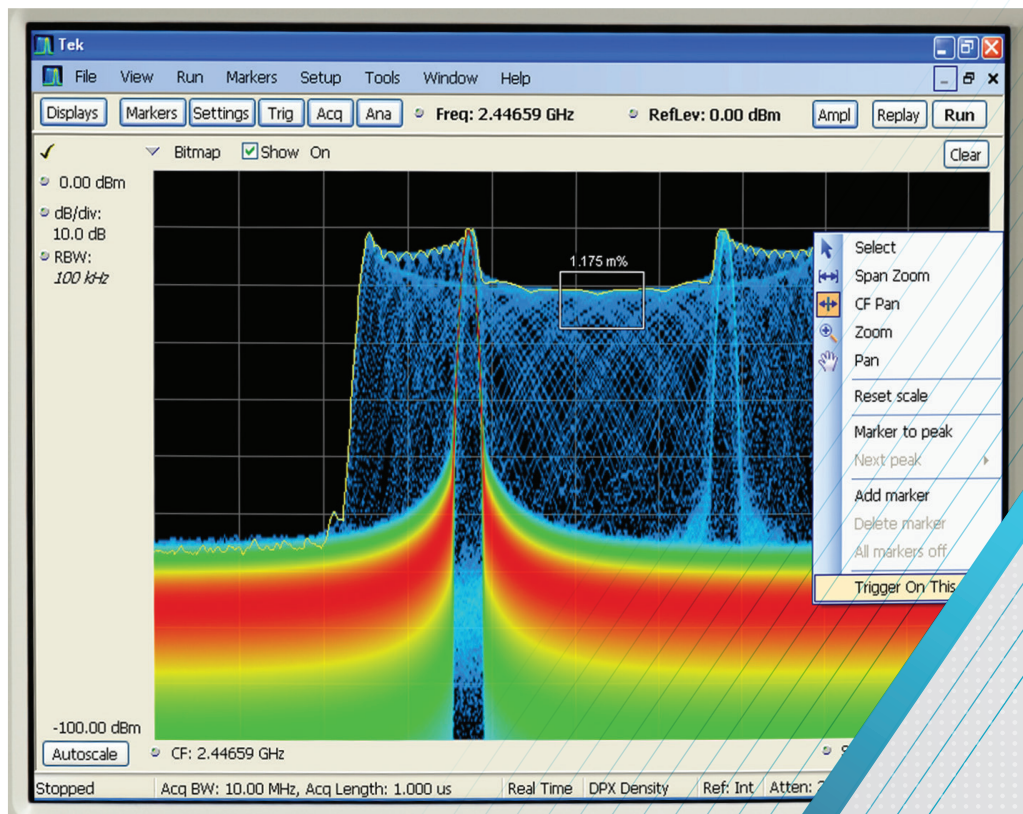 Tek
File View Run Markers Setup Tools Window Help
Displays Markers Settings Trig Acq Ana Freq: 2.44659 GHz RefLev: 0.00 dBm Ampl Replay Run
Bitmap Show On Clear
0.00 dBm
dB/div:
10.0 dB
RBW:
100 kHz
1.175 m%
Select
Span Zoom
CF Pan
Zoom
Pan
Reset scale
Marker to peak
Next peak
Add marker
Delete marker
All markers off
Trigger On This
-100.00 dBm
Autoscale CF: 2.44659 GHz
Stopped Acq BW: 10.00 MHz, Acq Length: 1.000 us Real Time DPX Density Ref: Int Atten: